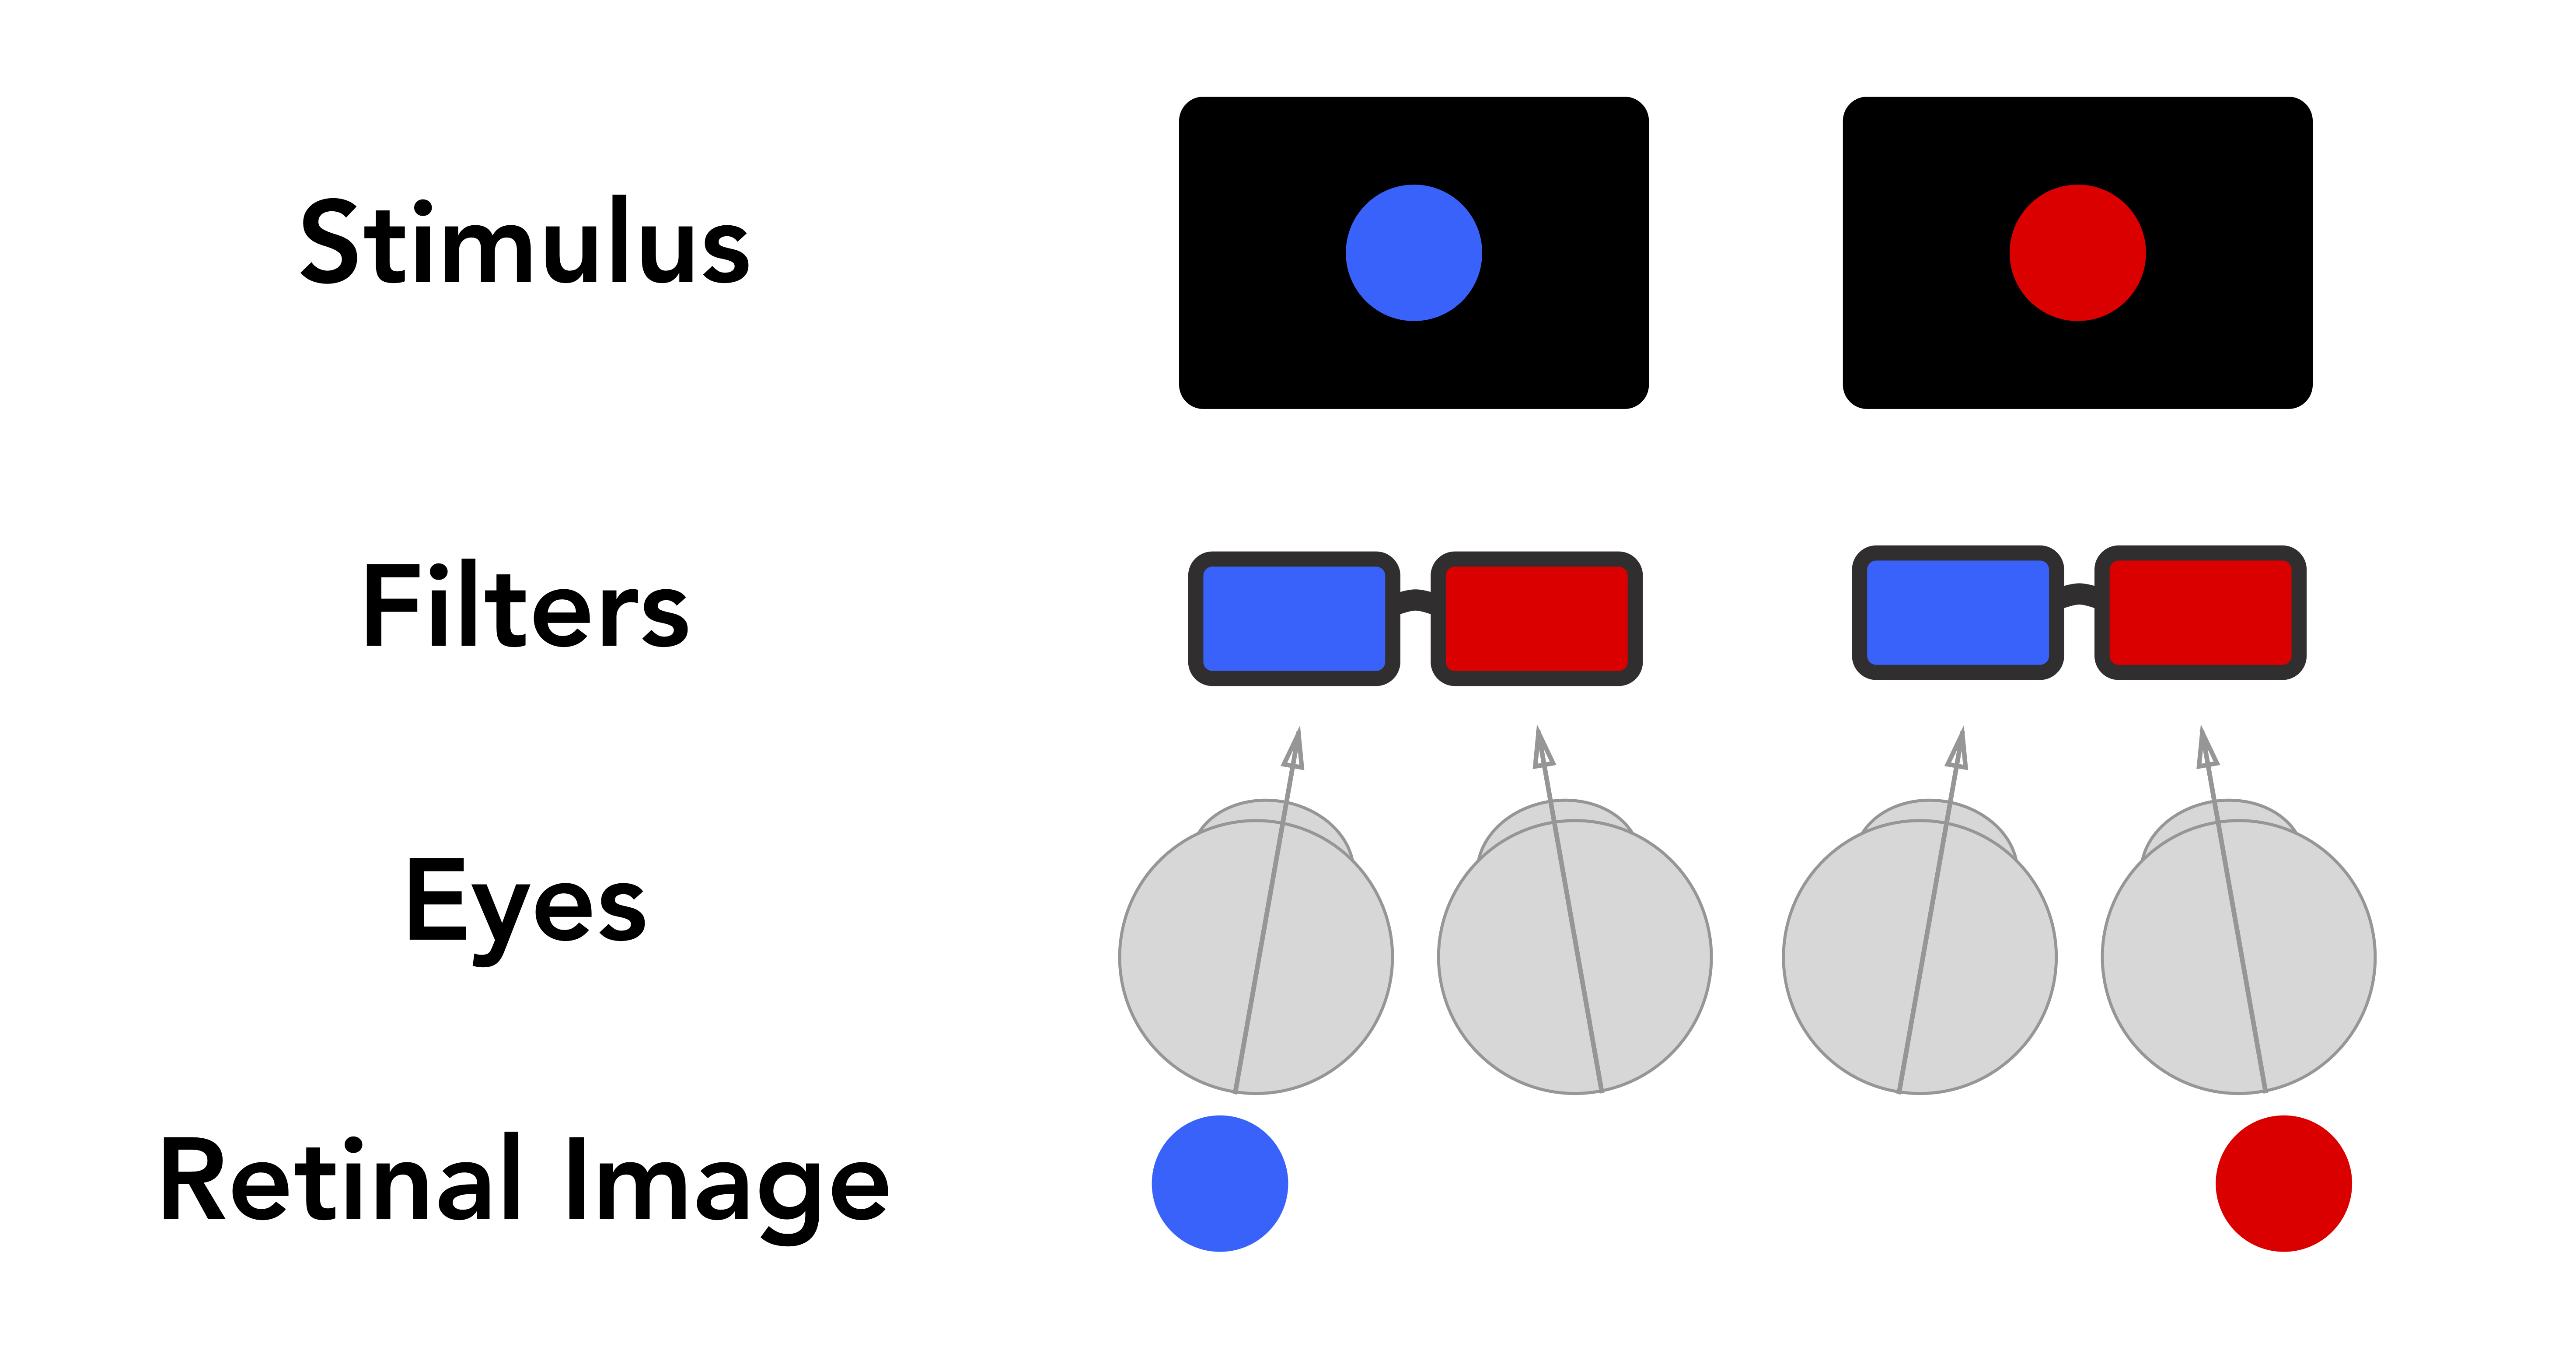 Stimulus
Filters
Eyes
Retinal Image